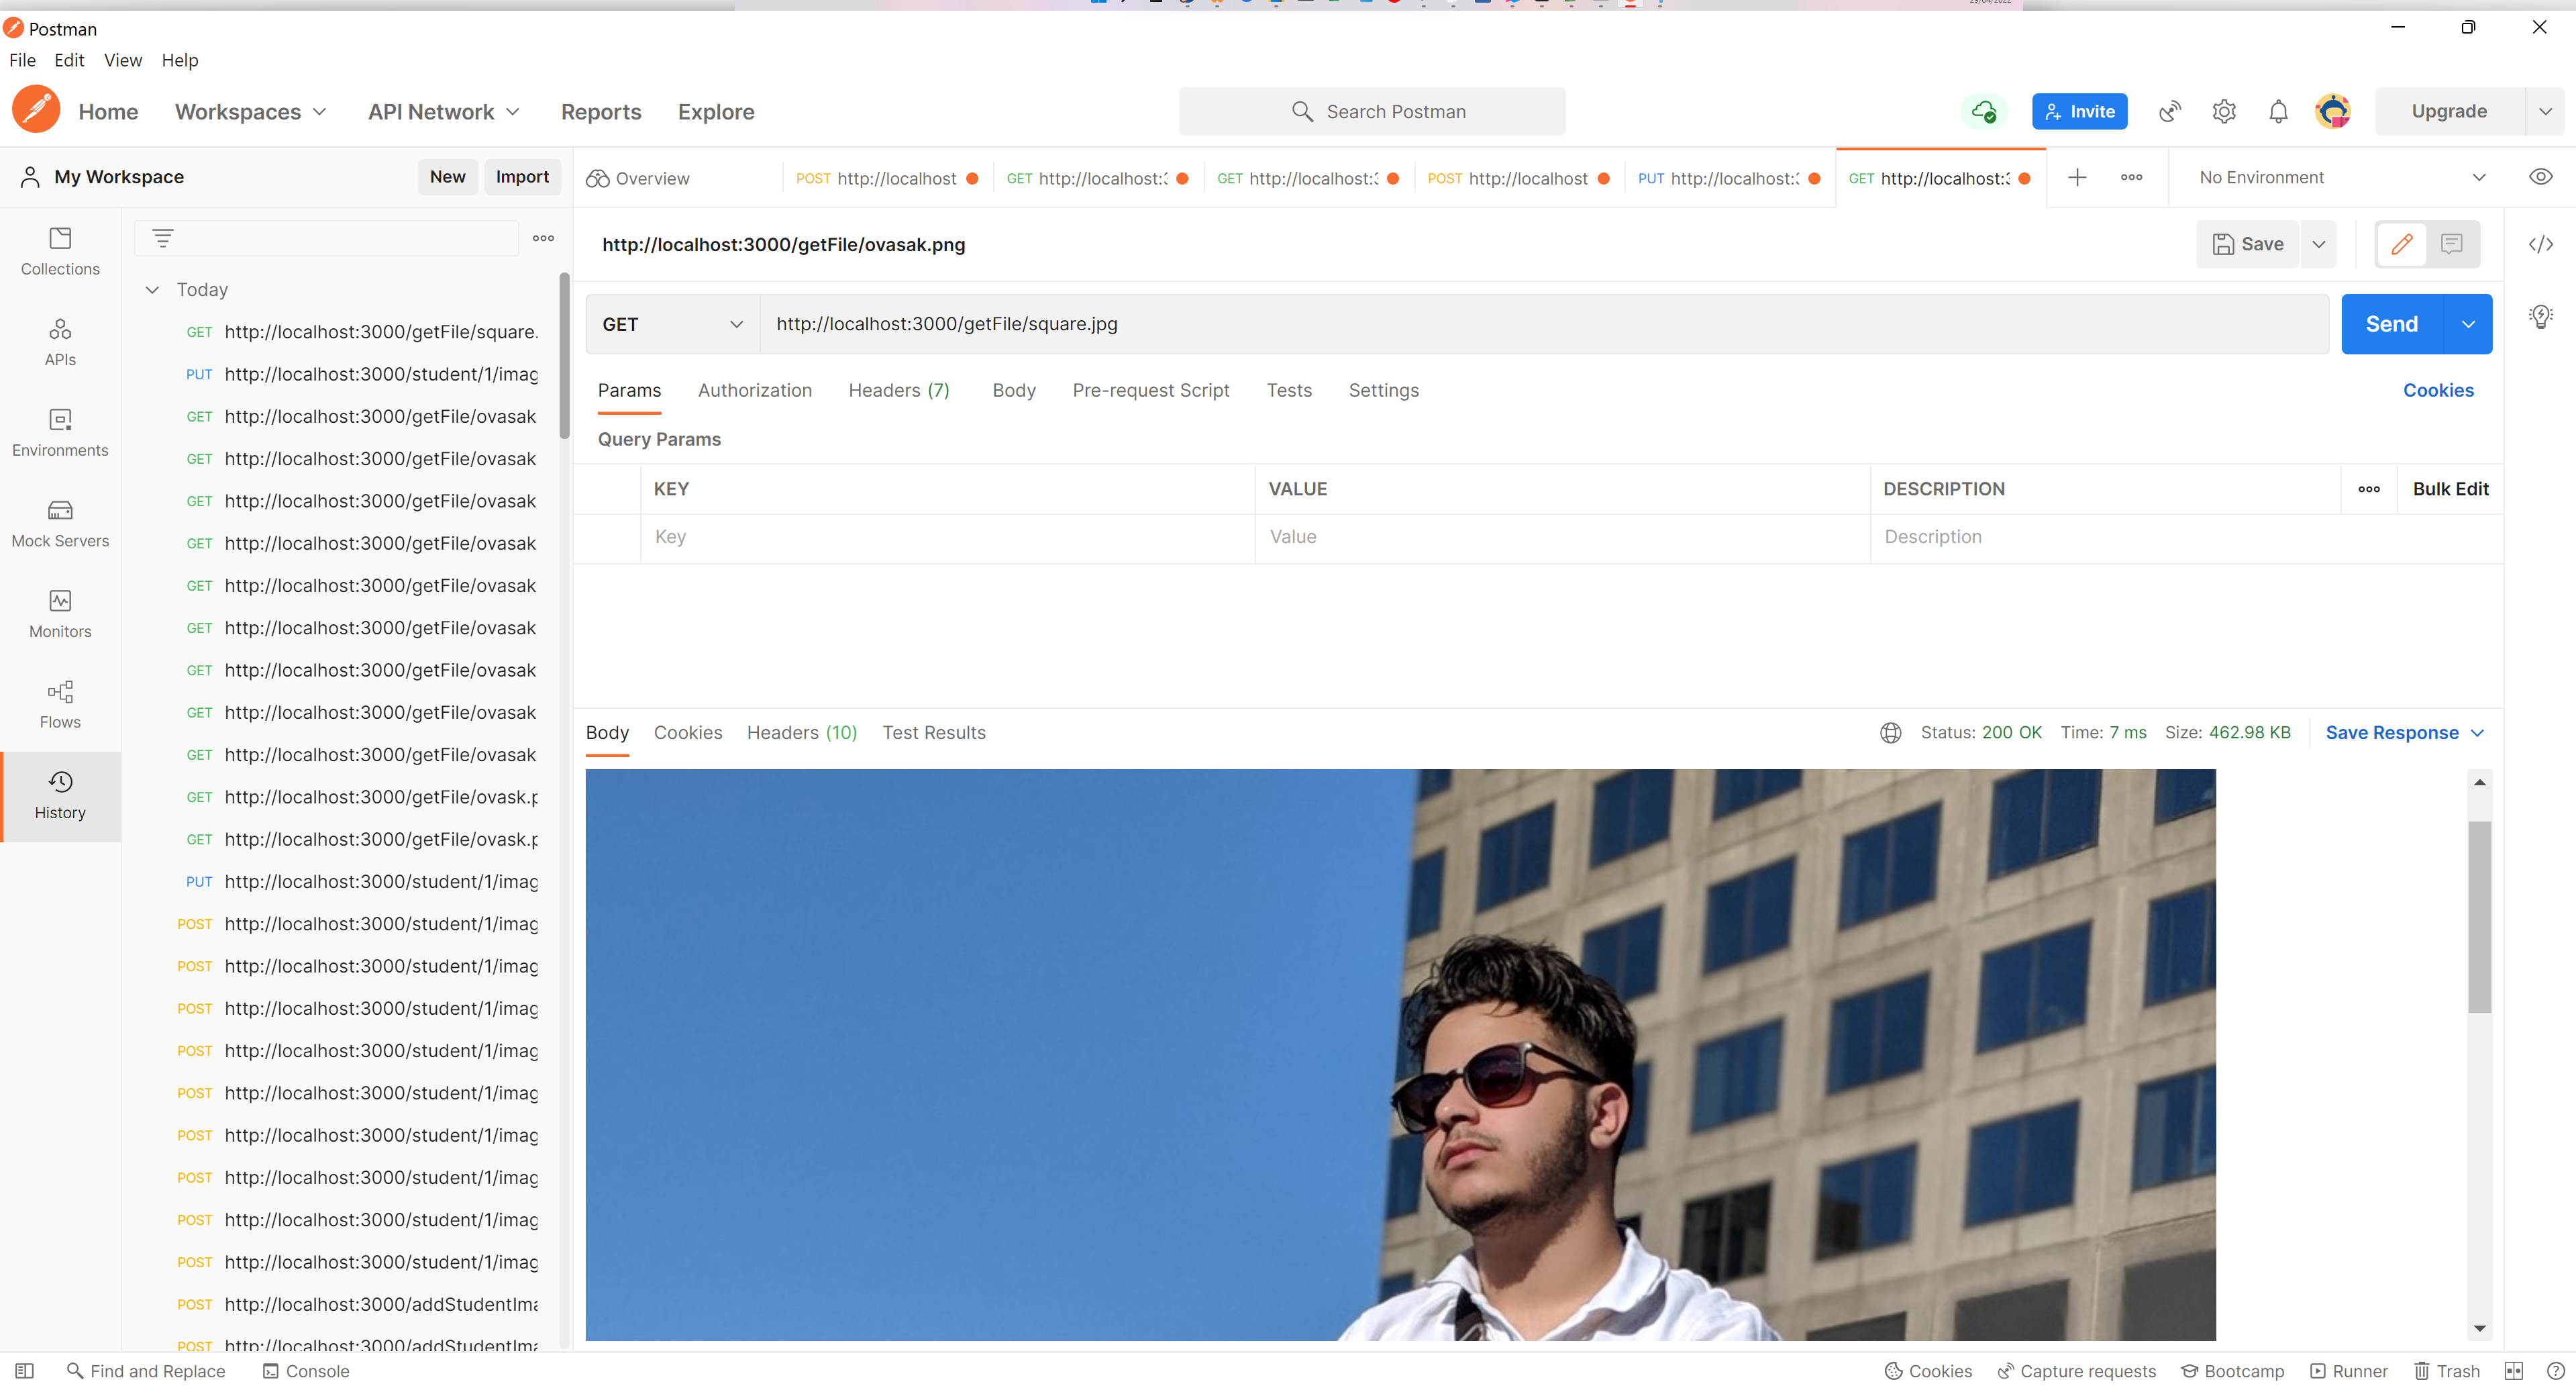 29/04/2022
Postman
File Edit View Help
Home Workspaces API Network Reports Explore Search Postman Invite Upgrade
My Workspace New Import Overview POST http://localhost GET http://localhost: GET http://localhost: POST http://localhost PUT http://localhost: GET http://localhost: No Environment
http://localhost:3000/getFile/ovasak.png Save
Collections
Today
GET http://localhost:3000/getFile/square.
GET http://localhost:3000/getFile/square.jpg Send
APIs
PUT http://localhost:3000/student/1/imag
Params Authorization Headers (7) Body Pre-request Script Tests Settings Cookies
GET http://localhost:3000/getFile/ovasak
Query Params
Environments
GET http://localhost:3000/getFile/ovasak
KEY VALUE DESCRIPTION Bulk Edit
GET http://localhost:3000/getFile/ovasak
Mock Servers
GET http://localhost:3000/getFile/ovasak
Key Value Description
GET http://localhost:3000/getFile/ovasak
Monitors
GET http://localhost:3000/getFile/ovasak
GET http://localhost:3000/getFile/ovasak
GET http://localhost:3000/getFile/ovasak
Flows
Body Cookies Headers (10) Test Results Status: 200 OK Time: 7 ms Size: 462.98 KB Save Response
GET http://localhost:3000/getFile/ovasak
GET http://localhost:3000/getFile/ovask.p
History
GET http://localhost:3000/getFile/ovask.p
PUT http://localhost:3000/student/1/imag
POST http://localhost:3000/student/1/imag
POST http://localhost:3000/student/1/imag
POST http://localhost:3000/student/1/imag
POST http://localhost:3000/student/1/imag
POST http://localhost:3000/student/1/imag
POST http://localhost:3000/student/1/imag
POST http://localhost:3000/student/1/imag
POST http://localhost:3000/student/1/imag
POST http://localhost:3000/student/1/imag
POST http://localhost:3000/addStudentIma
POST http://localhost:3000/addStudentIma
Find and Replace Console Cookies Capture requests Bootcamp Runner Trash